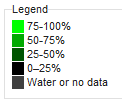 Legend
75-100%
50-75%
25-50%
0–25%
Water or no data